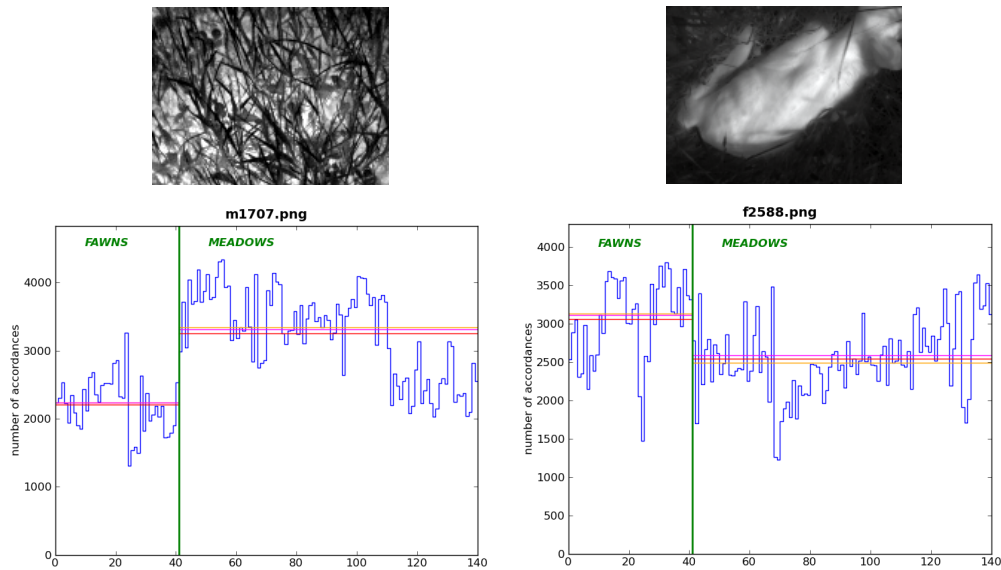 m1707.png
FAWNS
MEADOWS
number of accordances
4000
3000
2000
1000
0
0 20 40 60 80 100 120 140
f2588.png
FAWNS
MEADOWS
4000
3500
3000
2500
2000
1500
1000
500
0
0 20 40 60 80 100 120 140
number of accordances